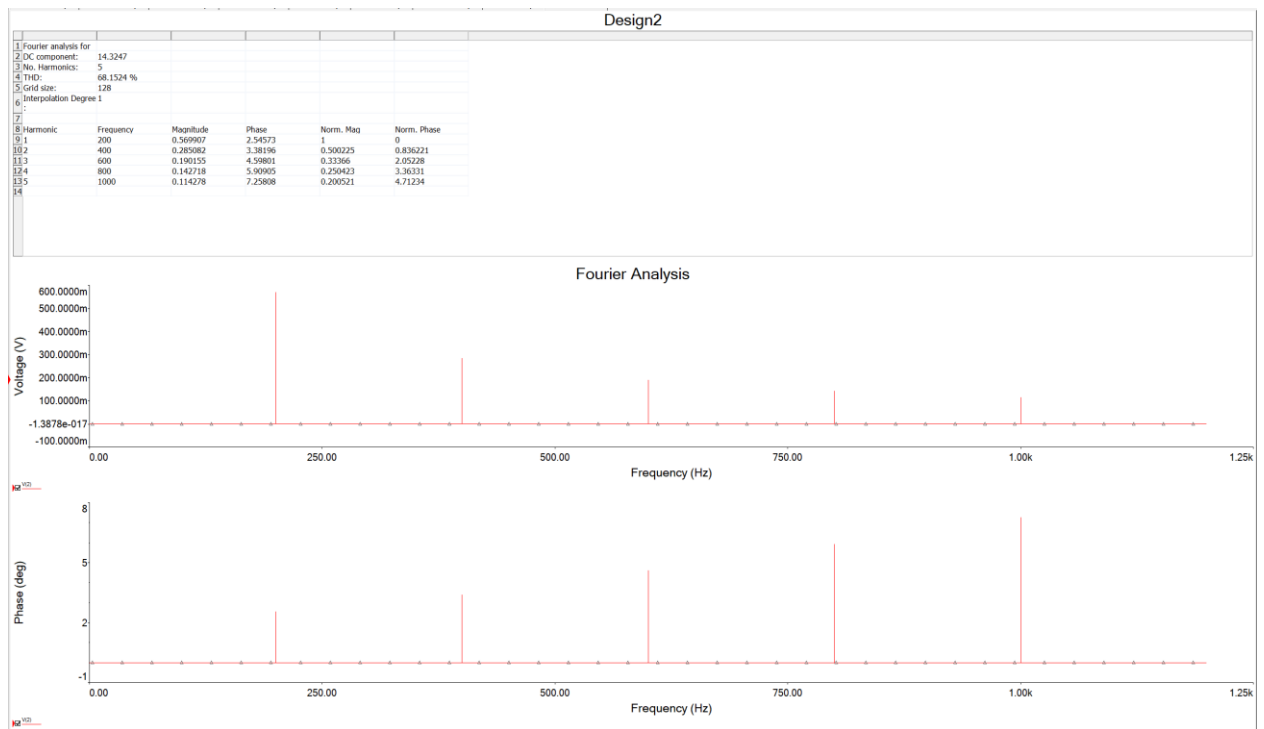 Design2
1 Fourier analysis for
2 DC component: 14.3247
3 No. Harmonics: 5
4 THD: 68.1524 %
5 Grid size: 128
6 Interpolation Degree 1
:
7
8 Harmonic Frequency Magnitude Phase Norm. Mag Norm. Phase
9 1 200 0.569907 2.54573 1 0
10 2 400 0.285082 3.38196 0.500225 0.836221
11 3 600 0.190155 4.59801 0.33366 2.05228
12 4 800 0.142718 5.90905 0.250423 3.36331
13 5 1000 0.114278 7.25808 0.200521 4.71234
14
Fourier Analysis
Voltage (V)
600.0000m
500.0000m
400.0000m
300.0000m
200.0000m
100.0000m
-1.3878e-017
-100.0000m
0.00 250.00 500.00 750.00 1.00k 1.25k
Frequency (Hz)
V(2)
Phase (deg)
8
5
2
-1
0.00 250.00 500.00 750.00 1.00k 1.25k
Frequency (Hz)
V(2)